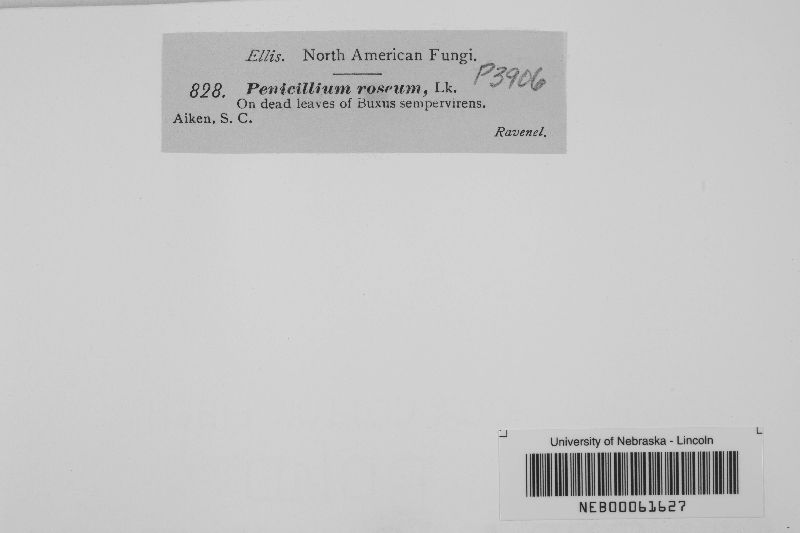 Ellis. North American Fungi.
P3906
828. Penicillium roseum, Lk.
On dead leaves of Buxus sempervirens.
Aiken, S. C.
Ravenel.
University of Nebraska - Lincoln
NEB00061627